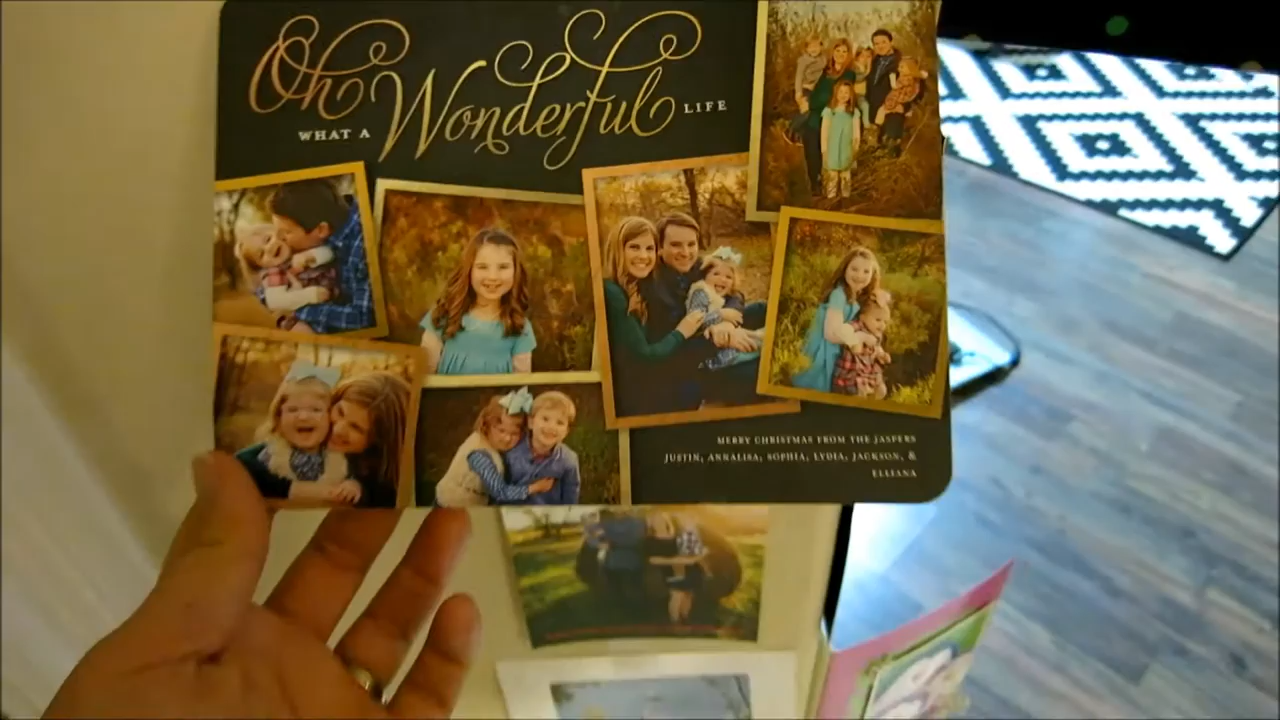 Oh
WHAT A Wonderful LIFE
MERRY CHRISTMAS FROM THE JASPERS
JUSTIN, ANNALISA, SOPHIA, LYDIA, JACKSON, &
ELLIANA